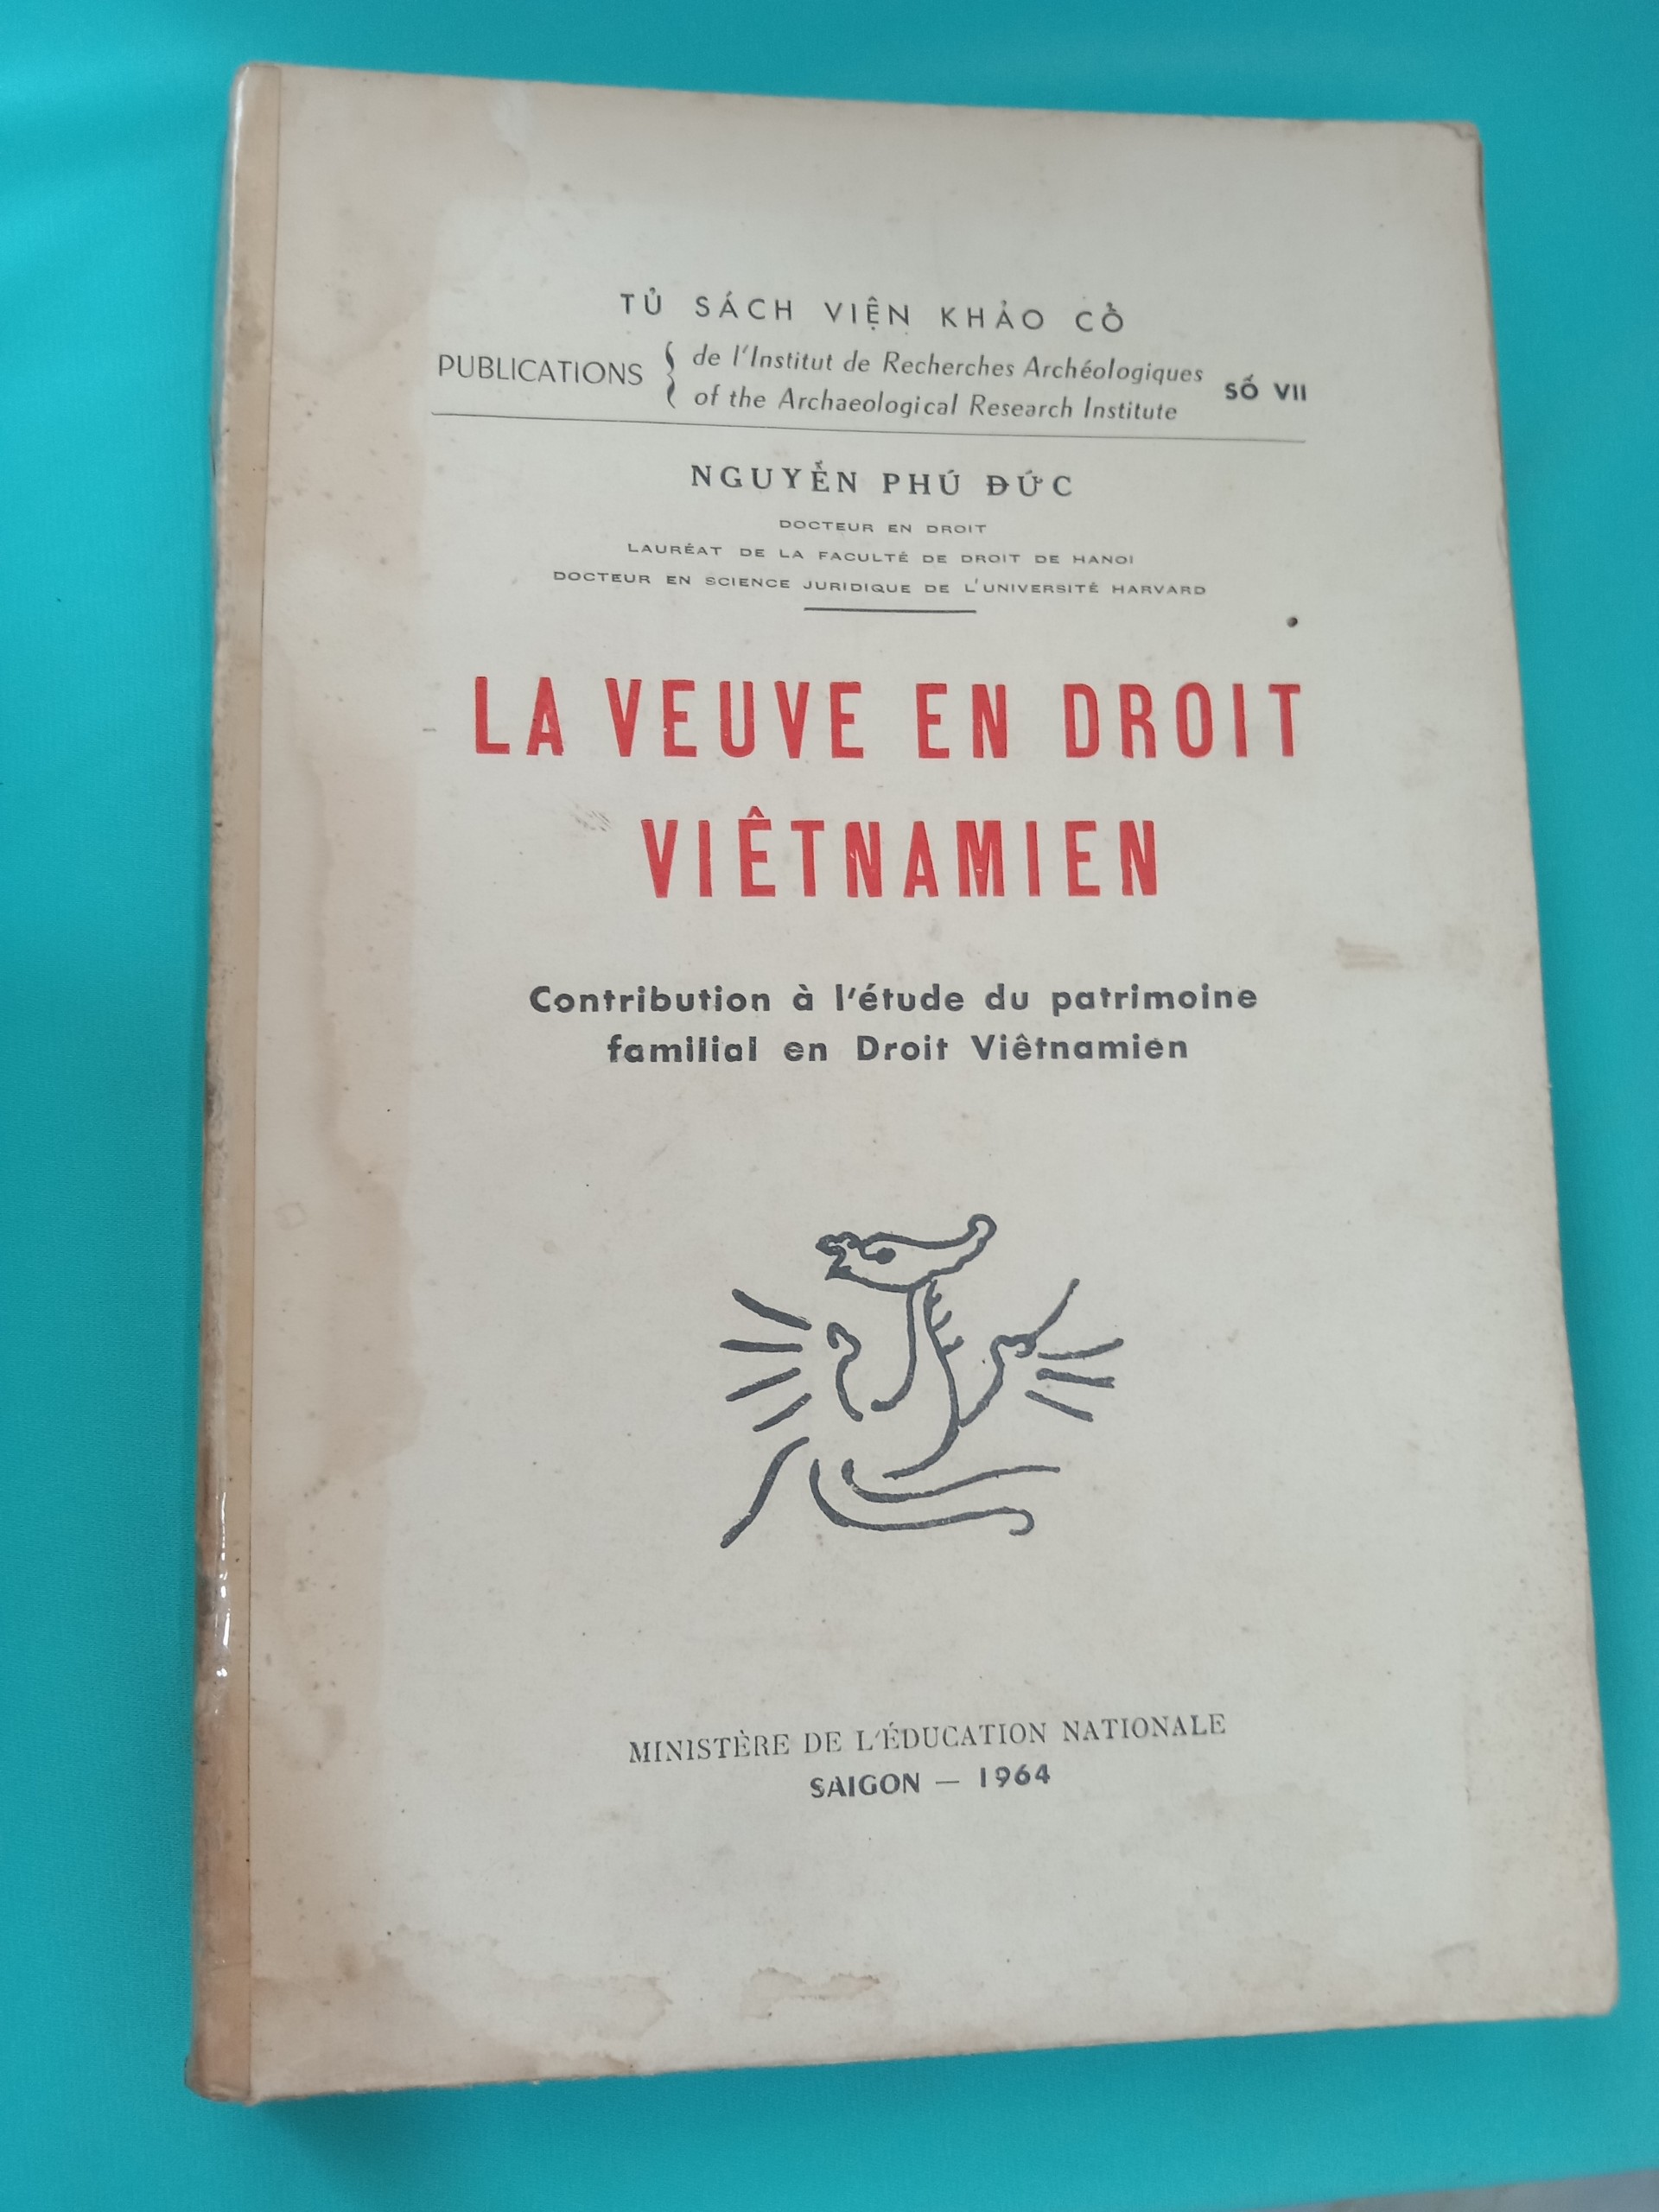 TỦ SÁCH VIỆN KHẢO CỔ
PUBLICATIONS
de l'Institut de Recherches Archéologiques
of the Archaeological Research Institute
SỐ VII
NGUYỄN PHÚ ĐỨC
DOCTEUR EN DROIT
LAURÉAT DE LA FACULTÉ DE DROIT DE HANOI
DOCTEUR EN SCIENCE JURIDIQUE DE L'UNIVERSITÉ HARVARD
LA VEUVE EN DROIT
VIÊTNAMIEN
Contribution à l'étude du patrimoine
familial en Droit Viêtnamien
MINISTÈRE DE L'ÉDUCATION NATIONALE
SAIGON — 1964